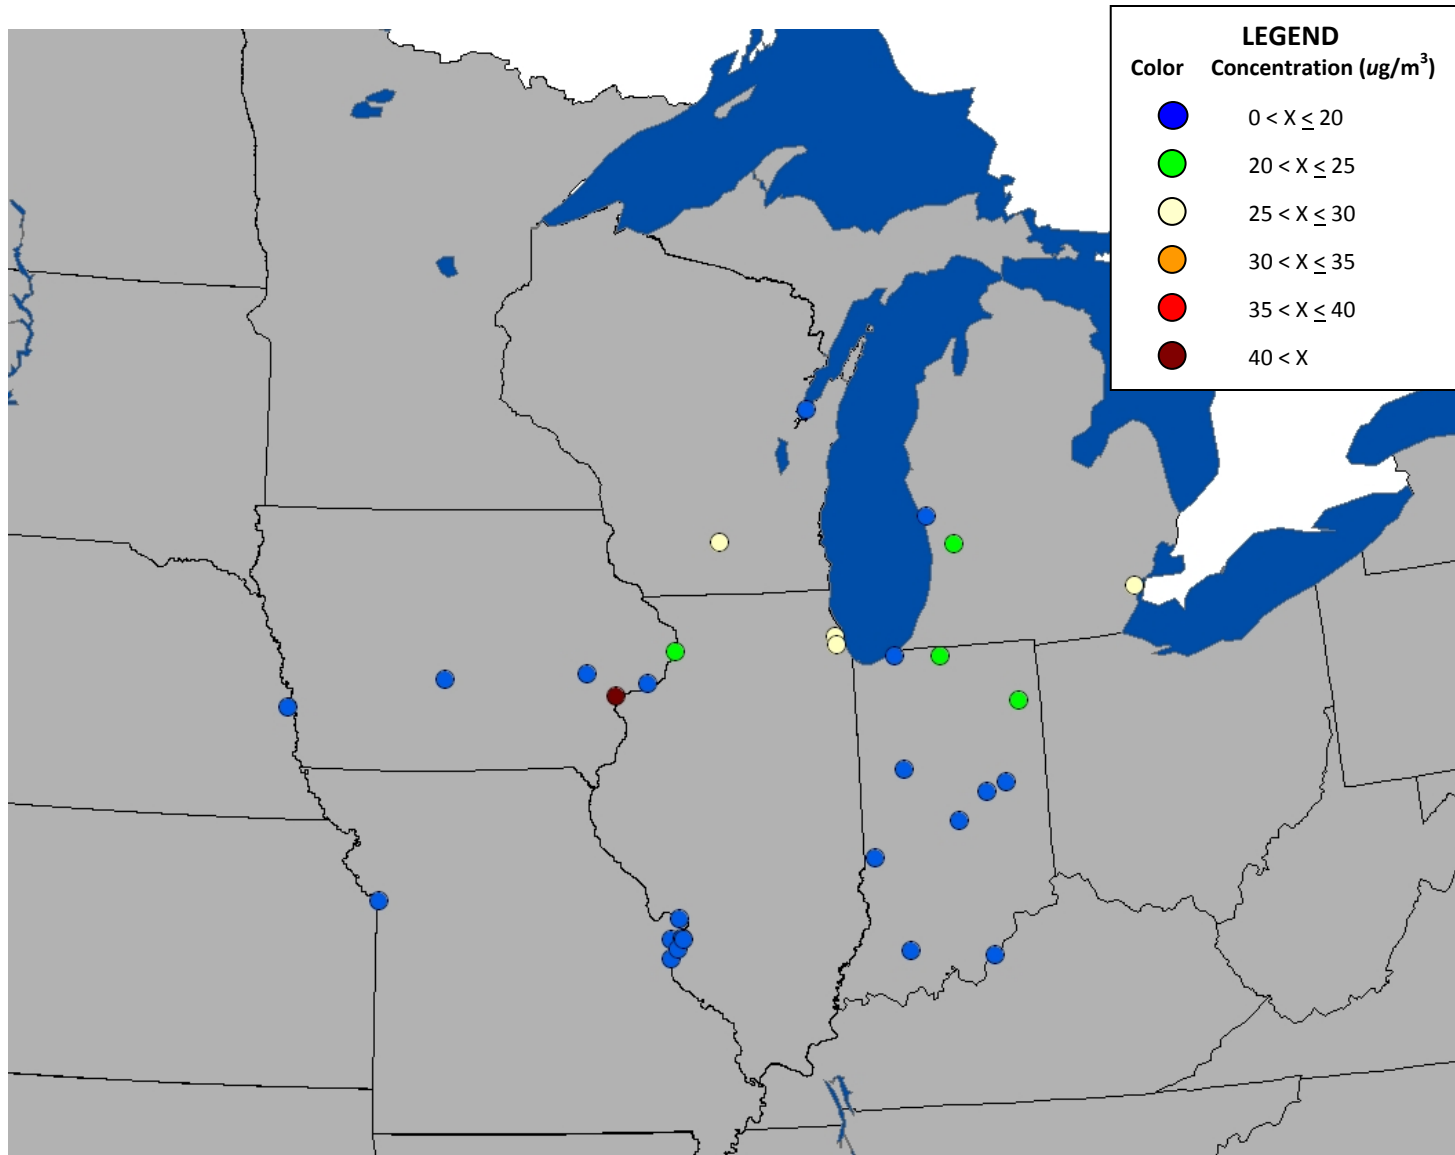 LEGEND
Color Concentration (ug/m³)
0 < X ≤ 20
20 < X ≤ 25
25 < X ≤ 30
30 < X ≤ 35
35 < X ≤ 40
40 < X